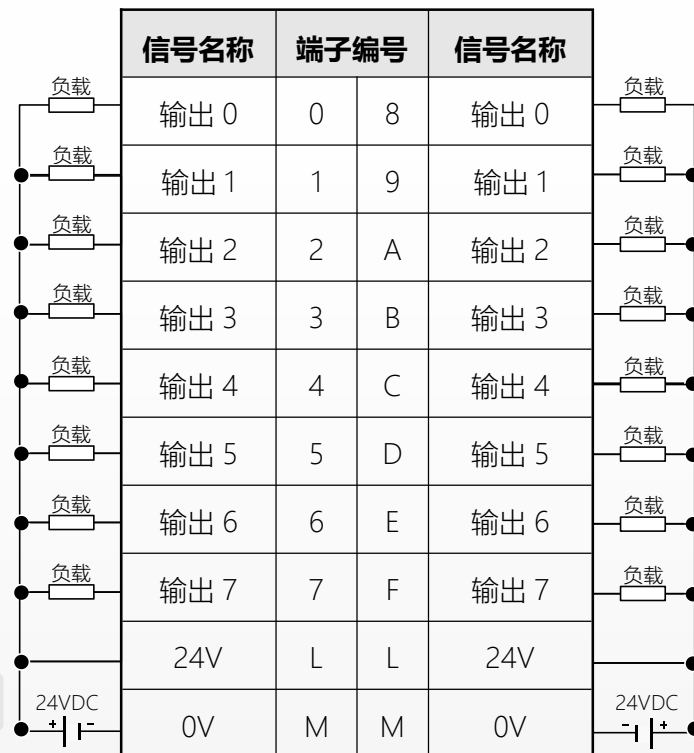 信号名称 端子编号 信号名称
负载 输出 0 0 8 输出 0 负载
负载 输出 1 1 9 输出 1 负载
负载 输出 2 2 A 输出 2 负载
负载 输出 3 3 B 输出 3 负载
负载 输出 4 4 C 输出 4 负载
负载 输出 5 5 D 输出 5 负载
负载 输出 6 6 E 输出 6 负载
负载 输出 7 7 F 输出 7 负载
24V L L 24V
24VDC 0V M M 0V 24VDC
+ - - +